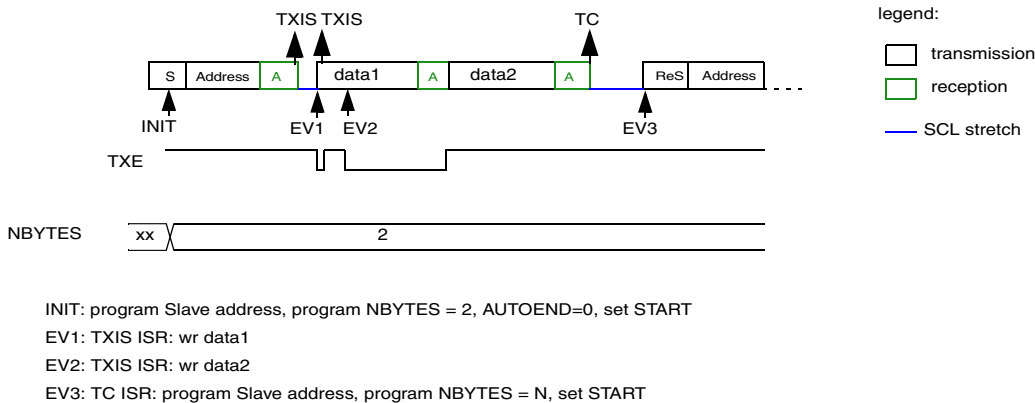 TXIS TXIS TC
legend:
S Address A data1 A data2 A ReS Address
transmission
reception
SCL stretch
INIT EV1 EV2 EV3
TXE
NBYTES xx 2
INIT: program Slave address, program NBYTES = 2, AUTOEND=0, set START
EV1: TXIS ISR: wr data1
EV2: TXIS ISR: wr data2
EV3: TC ISR: program Slave address, program NBYTES = N, set START